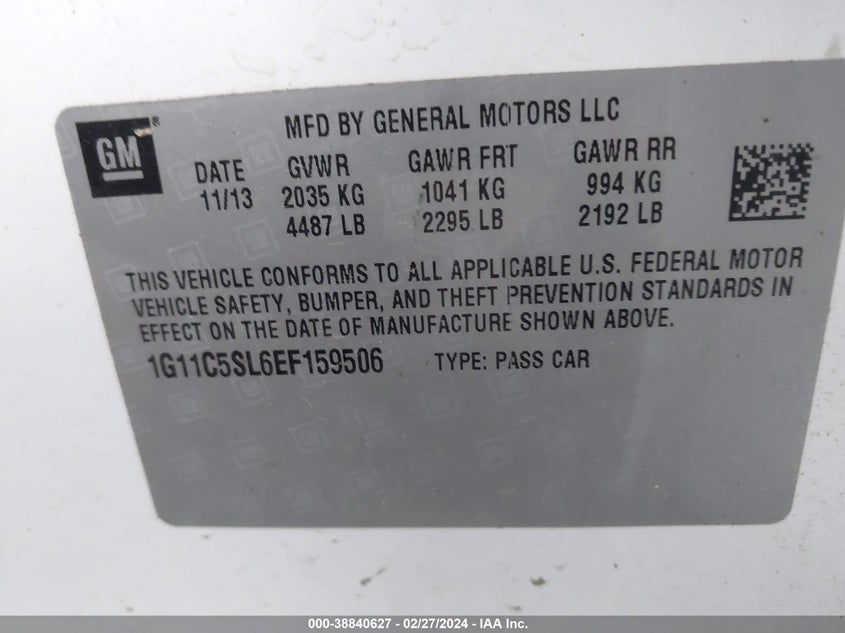 GM®
MFD BY GENERAL MOTORS LLC
DATE GVWR GAWR FRT GAWR RR
11/13 2035 KG 1041 KG 994 KG
4487 LB 2295 LB 2192 LB
THIS VEHICLE CONFORMS TO ALL APPLICABLE U.S. FEDERAL MOTOR
VEHICLE SAFETY, BUMPER, AND THEFT PREVENTION STANDARDS IN
EFFECT ON THE DATE OF MANUFACTURE SHOWN ABOVE.
1G11C5SL6EF159506 TYPE: PASS CAR
000-38840627 - 02/27/2024 - IAA Inc.